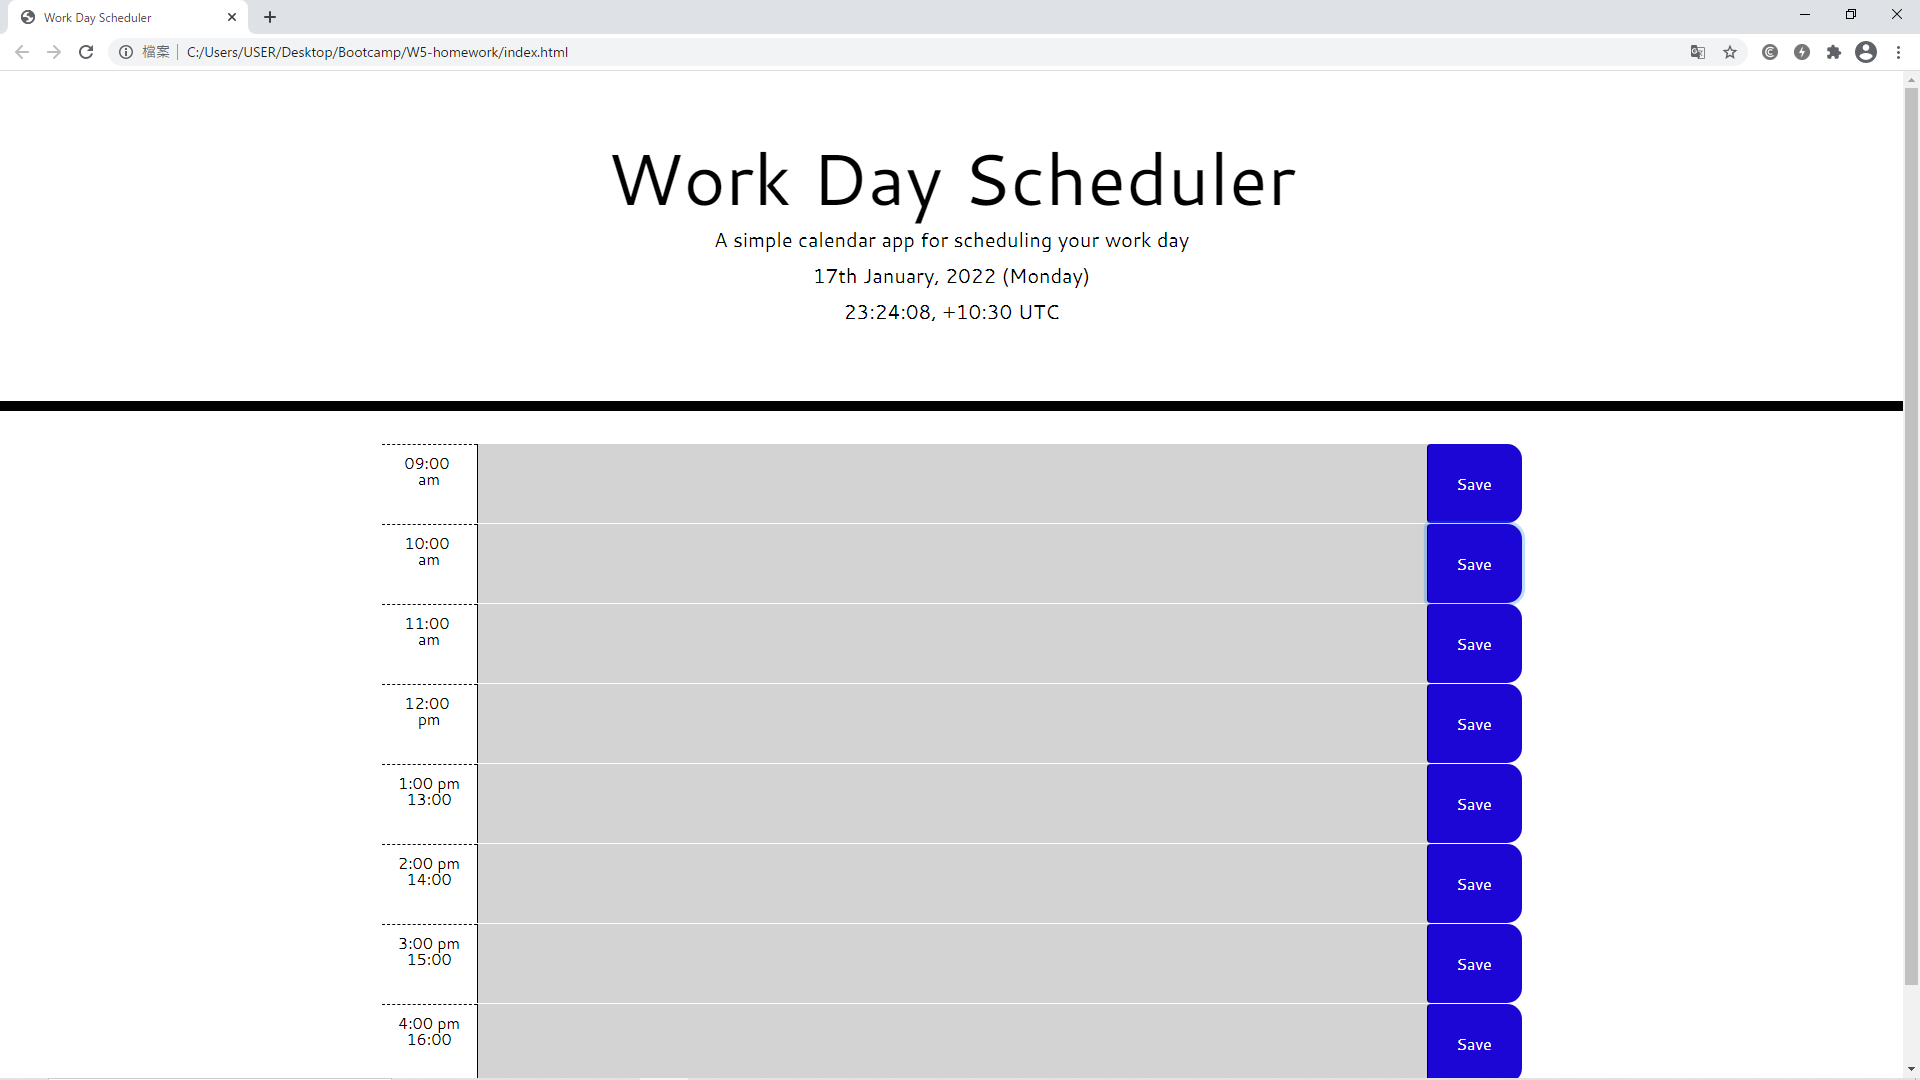 Work Day Scheduler
檔案
C:/Users/USER/Desktop/Bootcamp/W5-homework/index.html
Work Day Scheduler
A simple calendar app for scheduling your work day
17th January, 2022 (Monday)
23:24:08, +10:30 UTC
09:00
am
Save
10:00
am
Save
11:00
am
Save
12:00
pm
Save
1:00 pm
13:00
Save
2:00 pm
14:00
Save
3:00 pm
15:00
Save
4:00 pm
16:00
Save